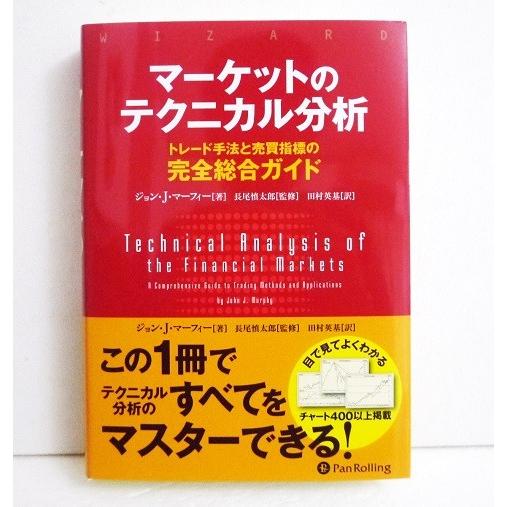 WIZARD
マーケットの
テクニカル分析
トレード手法と売買指標の
完全総合ガイド
ジョン・J・マーフィー[著] 長尾慎太郎[監修] 田村英基[訳]
Technical Analysis of
the Financial Markets
A Comprehensive Guide to Trading Methods and Applications
by John J. Murphy
ジョン・J・マーフィー[著] 長尾慎太郎[監修] 田村英基[訳]
この1冊で
テクニカル
分析の
すべてを
マスターできる!
目で見てよくわかる
チャート400以上掲載
PanRolling